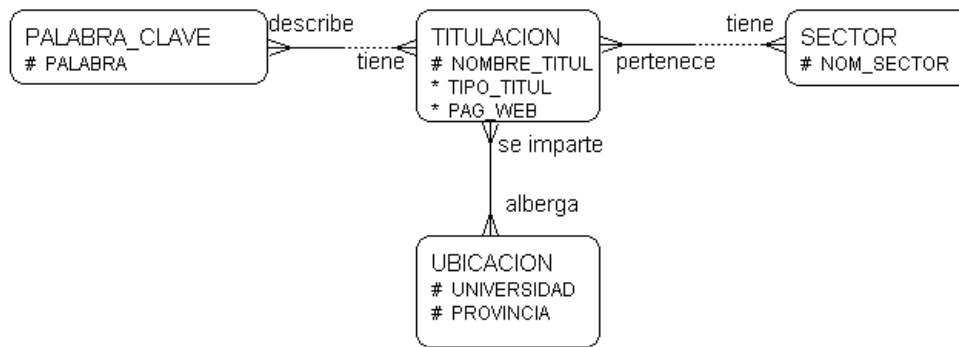 PALABRA_CLAVE
# PALABRA
describe
tiene
TITULACION
# NOMBRE_TITUL
* TIPO_TITUL
* PAG_WEB
pertenece
tiene
SECTOR
# NOM_SECTOR
se imparte
alberga
UBICACION
# UNIVERSIDAD
# PROVINCIA